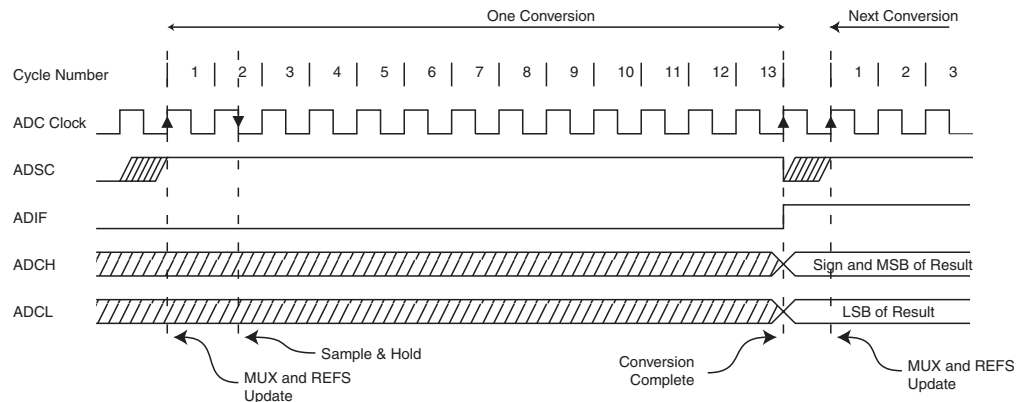 One Conversion
Next Conversion
Cycle Number 1 2 3 4 5 6 7 8 9 10 11 12 13 1 2 3
ADC Clock
ADSC
ADIF
ADCH
Sign and MSB of Result
ADCL
LSB of Result
Sample & Hold
MUX and REFS
Update
Conversion
Complete
MUX and REFS
Update